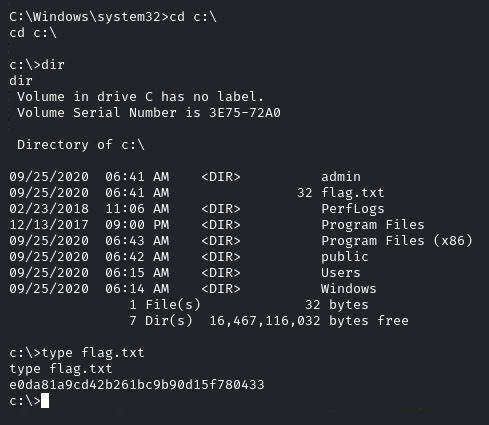 C:\Windows\system32>cd c:\
cd c:\
c:\>dir
dir
 Volume in drive C has no label.
 Volume Serial Number is 3E75-72A0
 Directory of c:\
09/25/2020  06:41 AM    <DIR>          admin
09/25/2020  06:41 AM                32 flag.txt
02/23/2018  11:06 AM    <DIR>          PerfLogs
12/13/2017  09:00 PM    <DIR>          Program Files
09/25/2020  06:43 AM    <DIR>          Program Files (x86)
09/25/2020  06:42 AM    <DIR>          public
09/25/2020  06:15 AM    <DIR>          Users
09/25/2020  06:14 AM    <DIR>          Windows
               1 File(s)             32 bytes
               7 Dir(s)  16,467,116,032 bytes free
c:\>type flag.txt
type flag.txt
e0da81a9cd42b261bc9b90d15f780433
c:\>